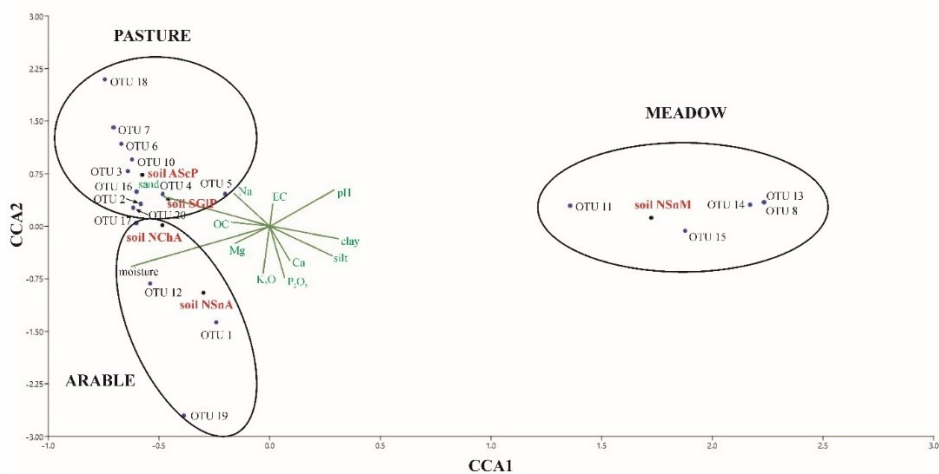 3.00
PASTURE
OTU 18
2.25
MEADOW
1.50
OTU 7
OTU 6
OTU 10
0.75
OTU 3
soil AScP
sand
OTU 16
OTU 4
OTU 5
Na
pH
OTU 2
soil SGlP
EC
OTU 11
soil NSnM
OTU 14
OTU 13
OTU 8
OTU 17
OTU 20
OC
CCA2
0.00
soil NChA
Mg
clay
OTU 15
silt
Ca
moisture
K₂O
P₂O₅
-0.75
OTU 12
soil NSnA
OTU 1
-1.50
-2.25
ARABLE
OTU 19
-3.00
-1.0
-0.5
0.0
0.5
1.0
1.5
2.0
2.5
3.0
CCA1